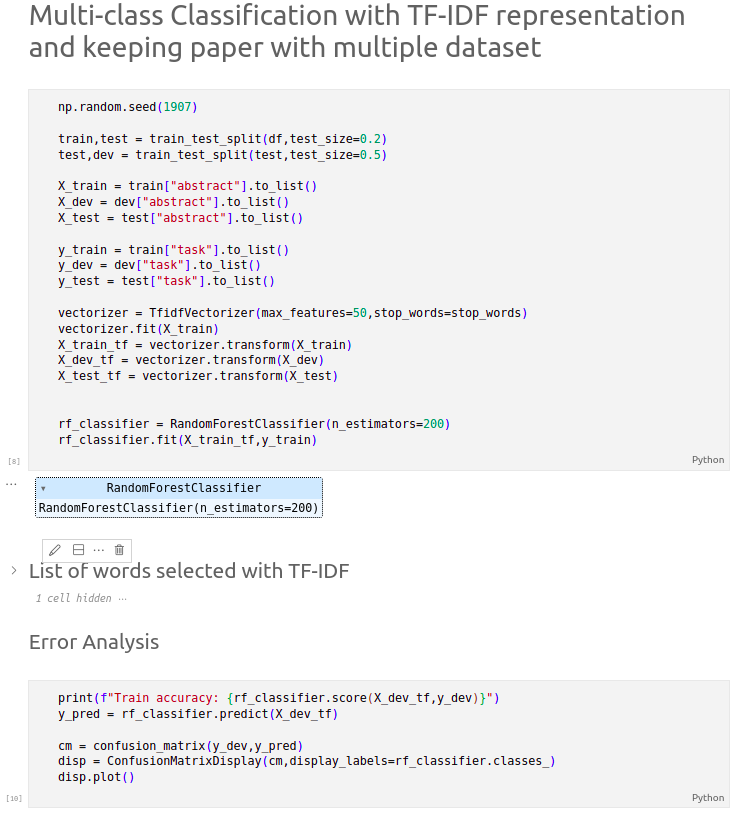 Multi-class Classification with TF-IDF representation
and keeping paper with multiple dataset
np.random.seed(1907)
train,test = train_test_split(df,test_size=0.2)
test,dev = train_test_split(test,test_size=0.5)
X_train = train["abstract"].to_list()
X_dev = dev["abstract"].to_list()
X_test = test["abstract"].to_list()
y_train = train["task"].to_list()
y_dev = dev["task"].to_list()
y_test = test["task"].to_list()
vectorizer = TfidfVectorizer(max_features=50,stop_words=stop_words)
vectorizer.fit(X_train)
X_train_tf = vectorizer.transform(X_train)
X_dev_tf = vectorizer.transform(X_dev)
X_test_tf = vectorizer.transform(X_test)
rf_classifier = RandomForestClassifier(n_estimators=200)
rf_classifier.fit(X_train_tf,y_train)
[8]
Python
...
RandomForestClassifier
RandomForestClassifier(n_estimators=200)
List of words selected with TF-IDF
1 cell hidden ...
Error Analysis
print(f"Train accuracy: {rf_classifier.score(X_dev_tf,y_dev)}")
y_pred = rf_classifier.predict(X_dev_tf)
cm = confusion_matrix(y_dev,y_pred)
disp = ConfusionMatrixDisplay(cm,display_labels=rf_classifier.classes_)
disp.plot()
[10]
Python